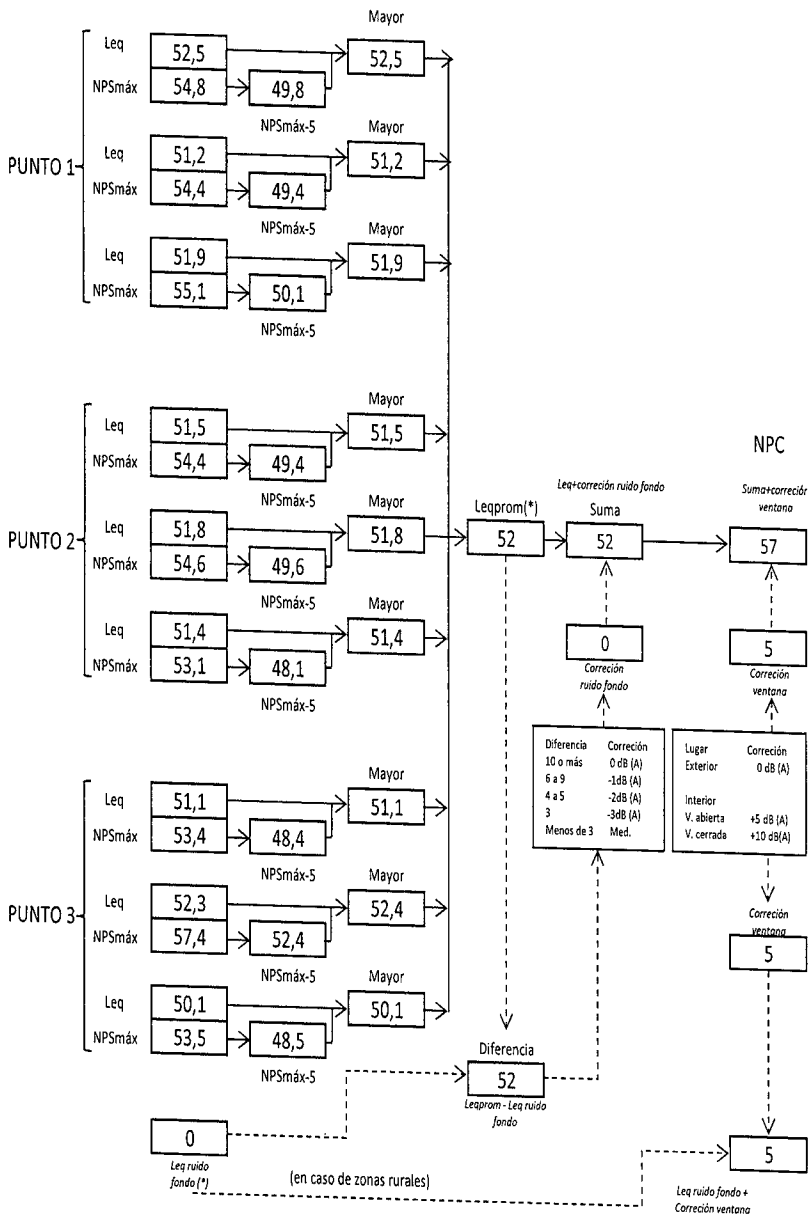 Mayor
Leq
52,5
52,5
NPSmáx
54,8
49,8
NPSmáx-5
Mayor
Leq
51,2
51,2
PUNTO 1
NPSmáx
54,4
49,4
NPSmáx-5
Mayor
Leq
51,9
51,9
NPSmáx
55,1
50,1
NPSmáx-5
Mayor
Leq
51,5
51,5
NPSmáx
54,4
49,4
NPSmáx-5
Mayor
Leq
51,8
51,8
PUNTO 2
NPSmáx
54,6
49,6
NPSmáx-5
Mayor
Leq
51,4
51,4
NPSmáx
53,1
48,1
NPSmáx-5
Mayor
Leq
51,1
51,1
NPSmáx
53,4
48,4
NPSmáx-5
Mayor
Leq
52,3
52,4
PUNTO 3
NPSmáx
57,4
52,4
NPSmáx-5
Mayor
Leq
50,1
50,1
NPSmáx
53,5
48,5
NPSmáx-5
Leqprom(*)
52
Leq+correción ruido fondo
Suma
52
NPC
Suma+correción
ventana
57
0
Correción
ruido fondo
5
Correción
ventana
Diferencia Correción
10 o más 0 dB (A)
6 a 9 -1dB (A)
4 a 5 -2dB (A)
3 -3dB (A)
Menos de 3 Med.
Lugar Correción
Exterior 0 dB (A)
Interior
V. abierta +5 dB (A)
V. cerrada +10 dB(A)
Correción
ventana
5
Diferencia
52
Leqprom - Leq ruido
fondo
0
Leq ruido
fondo (*)
(en caso de zonas rurales)
5
Leq ruido fondo +
Correción ventana